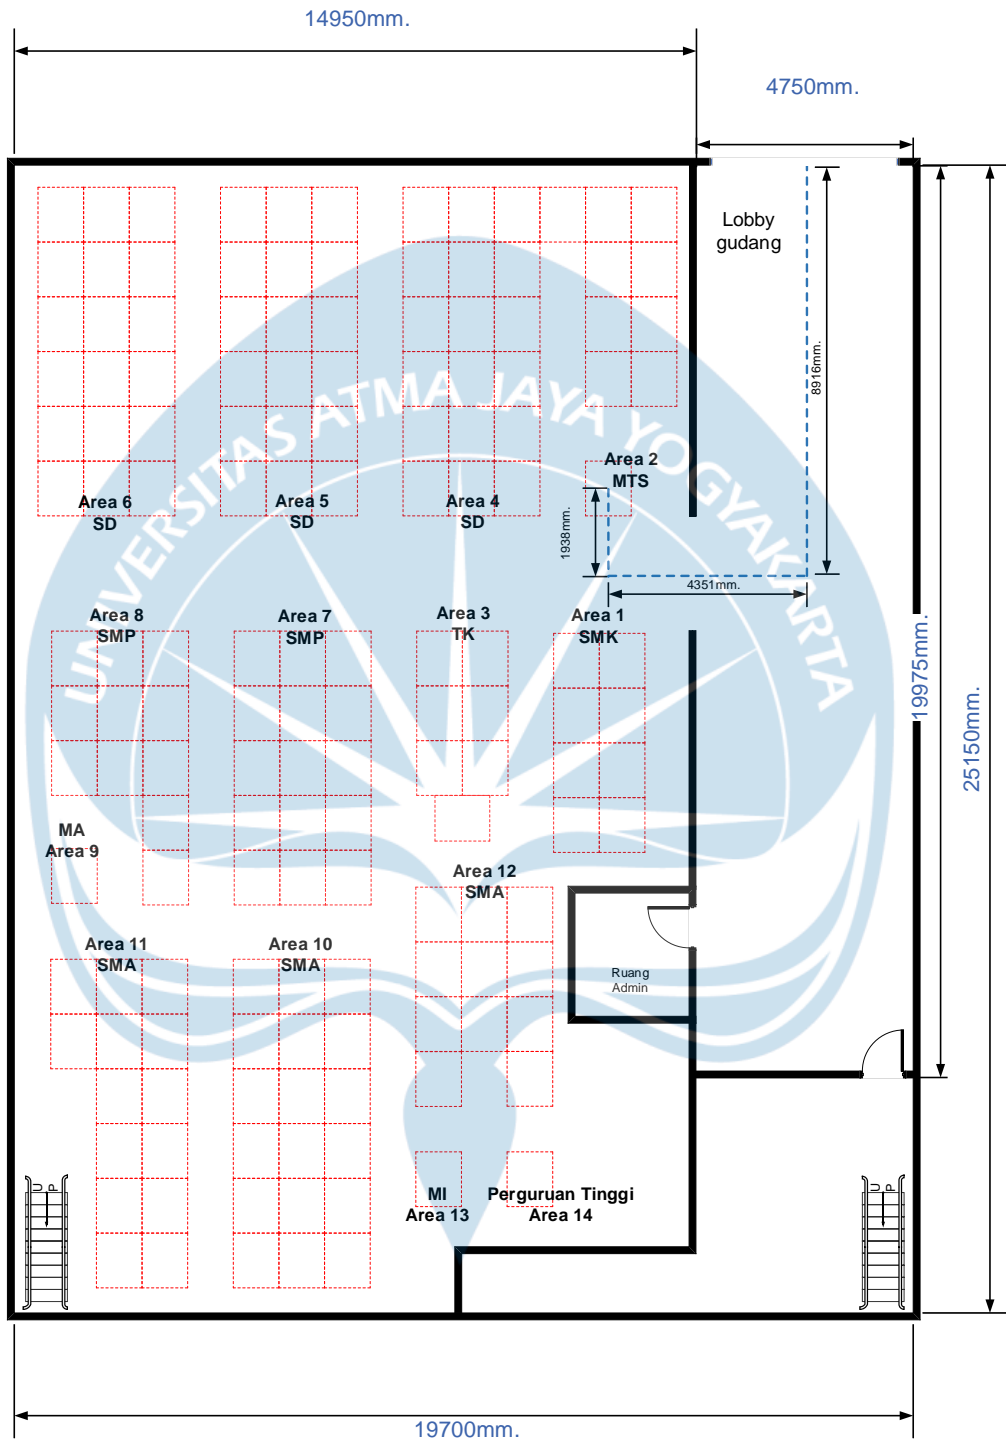 14950mm.
4750mm.
Lobby
gudang
8916mm.
UNIVERSITAS ATMA JAYA YOGYAKARTA
Area 2
MTS
Area 6
SD
Area 5
SD
Area 4
SD
1938mm.
4351mm.
Area 8
SMP
Area 7
SMP
Area 3
TK
Area 1
SMK
19975mm.
25150mm.
MA
Area 9
Area 12
SMA
Area 11
SMA
Area 10
SMA
Ruang
Admin
UP
MI
Area 13
Perguruan Tinggi
Area 14
UP
19700mm.